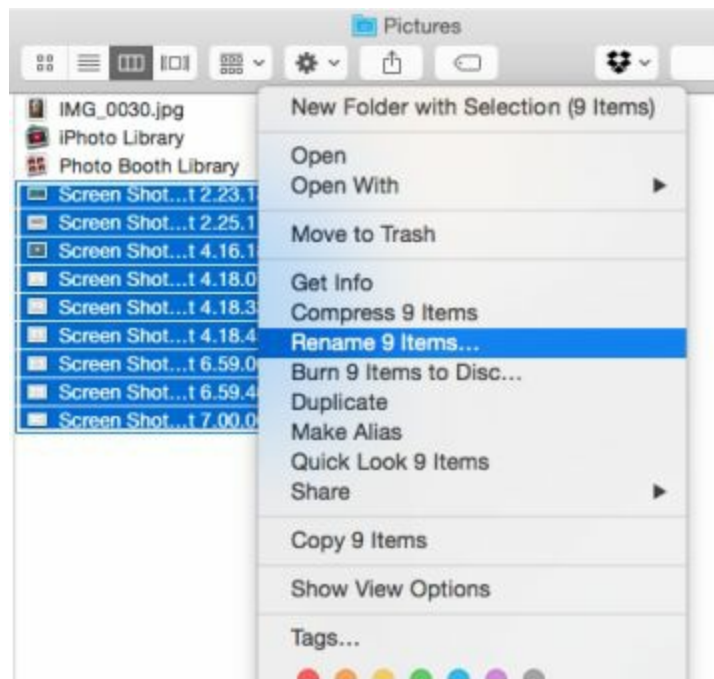 Pictures
IMG_0030.jpg
iPhoto Library
Photo Booth Library
Screen Shot...t 2.23.1
Screen Shot...t 2.25.1
Screen Shot...t 4.16.1
Screen Shot...t 4.18.0
Screen Shot...t 4.18.3
Screen Shot...t 4.18.4
Screen Shot...t 6.59.0
Screen Shot...t 6.59.4
Screen Shot...t 7.00.0
New Folder with Selection (9 Items)
Open
Open With
Move to Trash
Get Info
Compress 9 Items
Rename 9 Items...
Burn 9 Items to Disc...
Duplicate
Make Alias
Quick Look 9 Items
Share
Copy 9 Items
Show View Options
Tags...